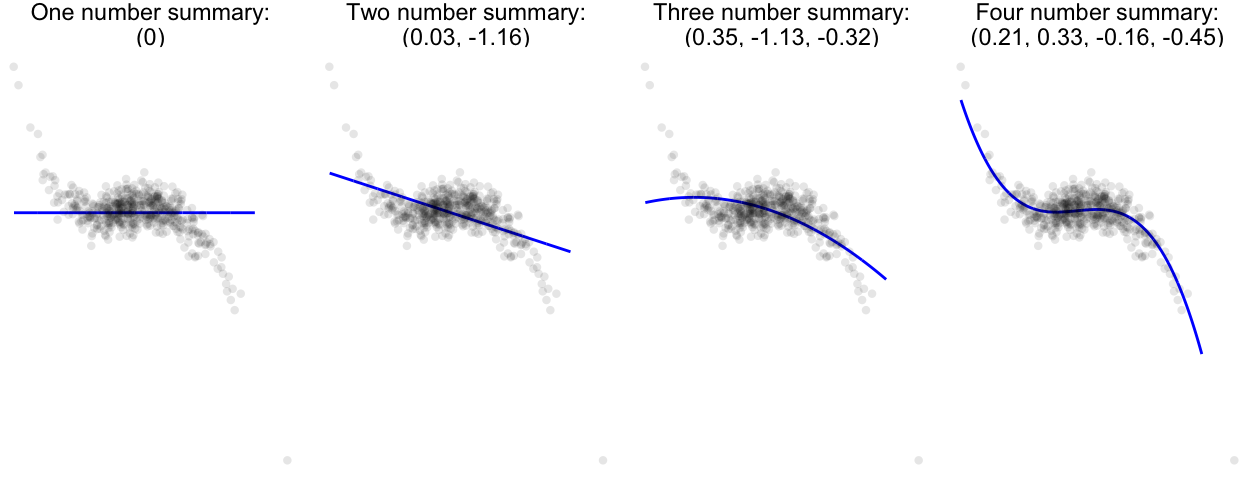 One number summary:
(0)
Two number summary:
(0.03, -1.16)
Three number summary:
(0.35, -1.13, -0.32)
Four number summary:
(0.21, 0.33, -0.16, -0.45)